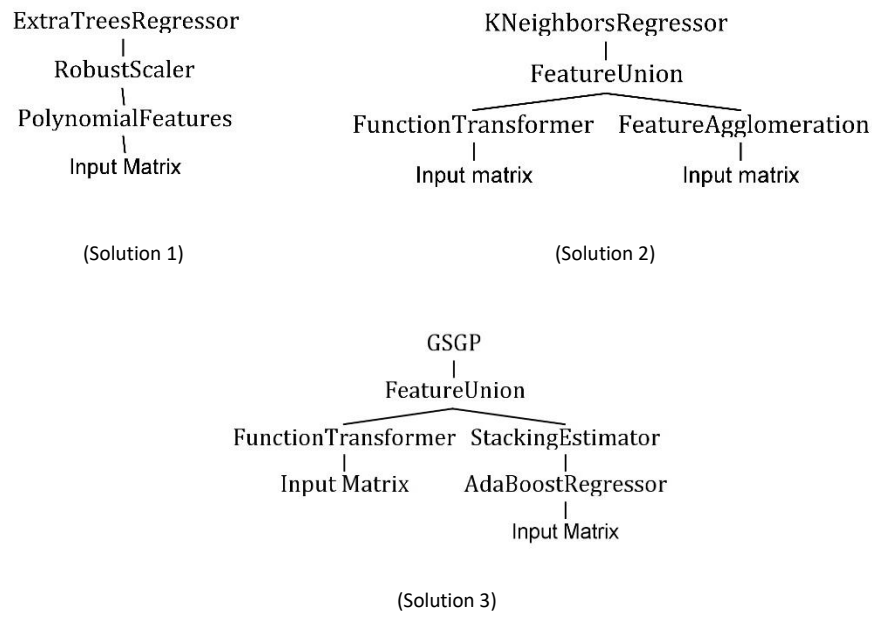 ExtraTreesRegressor
RobustScaler
PolynomialFeatures
Input Matrix
(Solution 1)
KNeighborsRegressor
FeatureUnion
FunctionTransformer FeatureAgglomeration
Input matrix Input matrix
(Solution 2)
GSGP
FeatureUnion
FunctionTransformer StackingEstimator
Input Matrix AdaBoostRegressor
Input Matrix
(Solution 3)